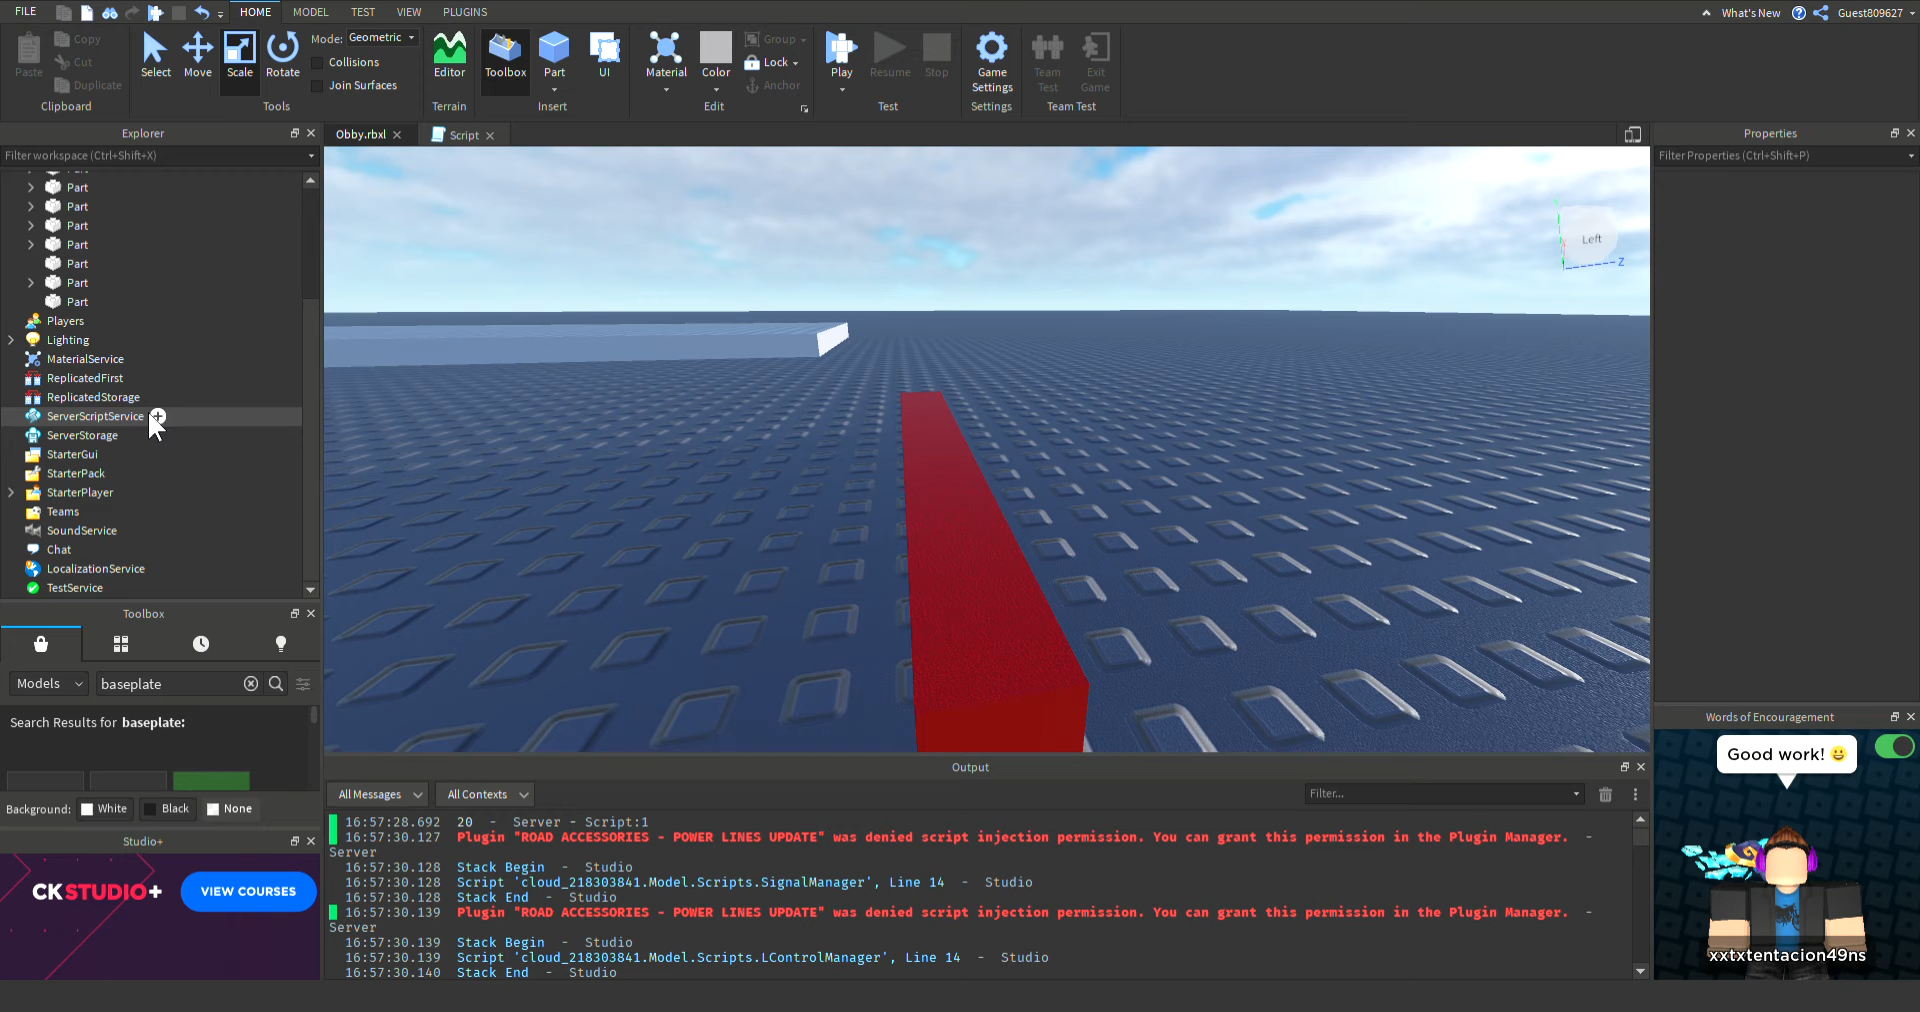 FILE
HOME
MODEL
TEST
VIEW
PLUGINS
What's New
Guest809627
Paste
Copy
Cut
Duplicate
Clipboard
Select
Move
Scale
Rotate
Mode: Geometric
Collisions
Join Surfaces
Tools
Editor
Terrain
Toolbox
Part
UI
Insert
Material
Color
Group
Lock
Anchor
Edit
Play
Resume
Stop
Test
Game
Settings
Settings
Team
Test
Exit
Game
Team Test
Explorer
Filter workspace (Ctrl+Shift+X)
Part
Part
Part
Part
Part
Part
Part
Part
Players
Lighting
MaterialService
ReplicatedFirst
ReplicatedStorage
ServerScriptService
ServerStorage
StarterGui
StarterPack
StarterPlayer
Teams
SoundService
Chat
LocalizationService
TestService
Toolbox
Models
baseplate
Search Results for baseplate:
Background: White Black None
Studio+
CKSTUDIO+
VIEW COURSES
Obby.rbxl
Script
Left
Z
Output
All Messages
All Contexts
Filter...
16:57:28.692 20 - Server - Script:1
16:57:30.127 Plugin "ROAD ACCESSORIES - POWER LINES UPDATE" was denied script injection permission. You can grant this permission in the Plugin Manager. -
Server
16:57:30.128 Stack Begin - Studio
16:57:30.128 Script 'cloud_218303841.Model.Scripts.SignalManager', Line 14 - Studio
16:57:30.128 Stack End - Studio
16:57:30.139 Plugin "ROAD ACCESSORIES - POWER LINES UPDATE" was denied script injection permission. You can grant this permission in the Plugin Manager. -
Server
16:57:30.139 Stack Begin - Studio
16:57:30.139 Script 'cloud_218303841.Model.Scripts.LControlManager', Line 14 - Studio
16:57:30.140 Stack End - Studio
Properties
Filter Properties (Ctrl+Shift+P)
Words of Encouragement
Good work! 😀
xxtxtentacion49ns